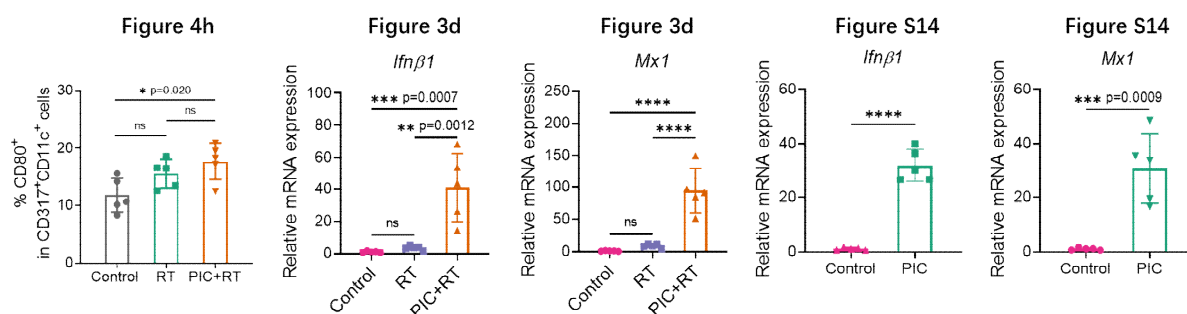 Figure 4h
% CD80+
in CD317+CD11c+ cells
* p=0.020
ns
ns
30
20
10
0
Control
RT
PIC+RT
Figure 3d
Ifnβ1
Relative mRNA expression
*** p=0.0007
** p=0.0012
ns
100
80
60
40
20
0
Control
RT
PIC+RT
Figure 3d
Mx1
Relative mRNA expression
****
****
ns
250
200
150
100
50
0
Control
RT
PIC+RT
Figure S14
Ifnβ1
Relative mRNA expression
****
60
40
20
0
Control
PIC
Figure S14
Mx1
Relative mRNA expression
*** p=0.0009
60
40
20
0
Control
PIC